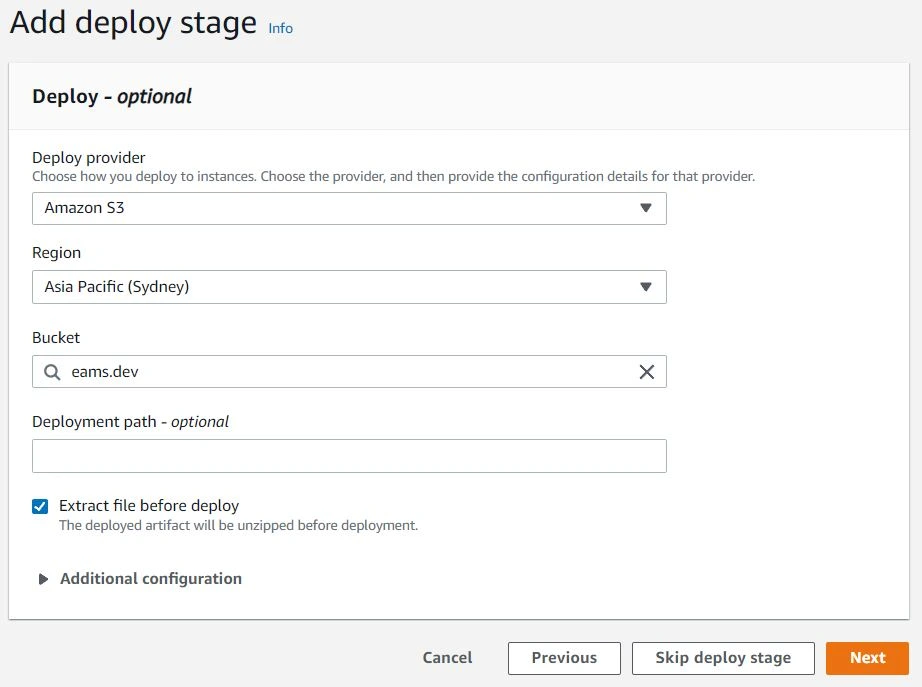 Add deploy stage Info
Deploy - optional
Deploy provider
Choose how you deploy to instances. Choose the provider, and then provide the configuration details for that provider.
Amazon S3
Region
Asia Pacific (Sydney)
Bucket
eams.dev
Deployment path - optional
Extract file before deploy
The deployed artifact will be unzipped before deployment.
Additional configuration
Cancel Previous Skip deploy stage Next